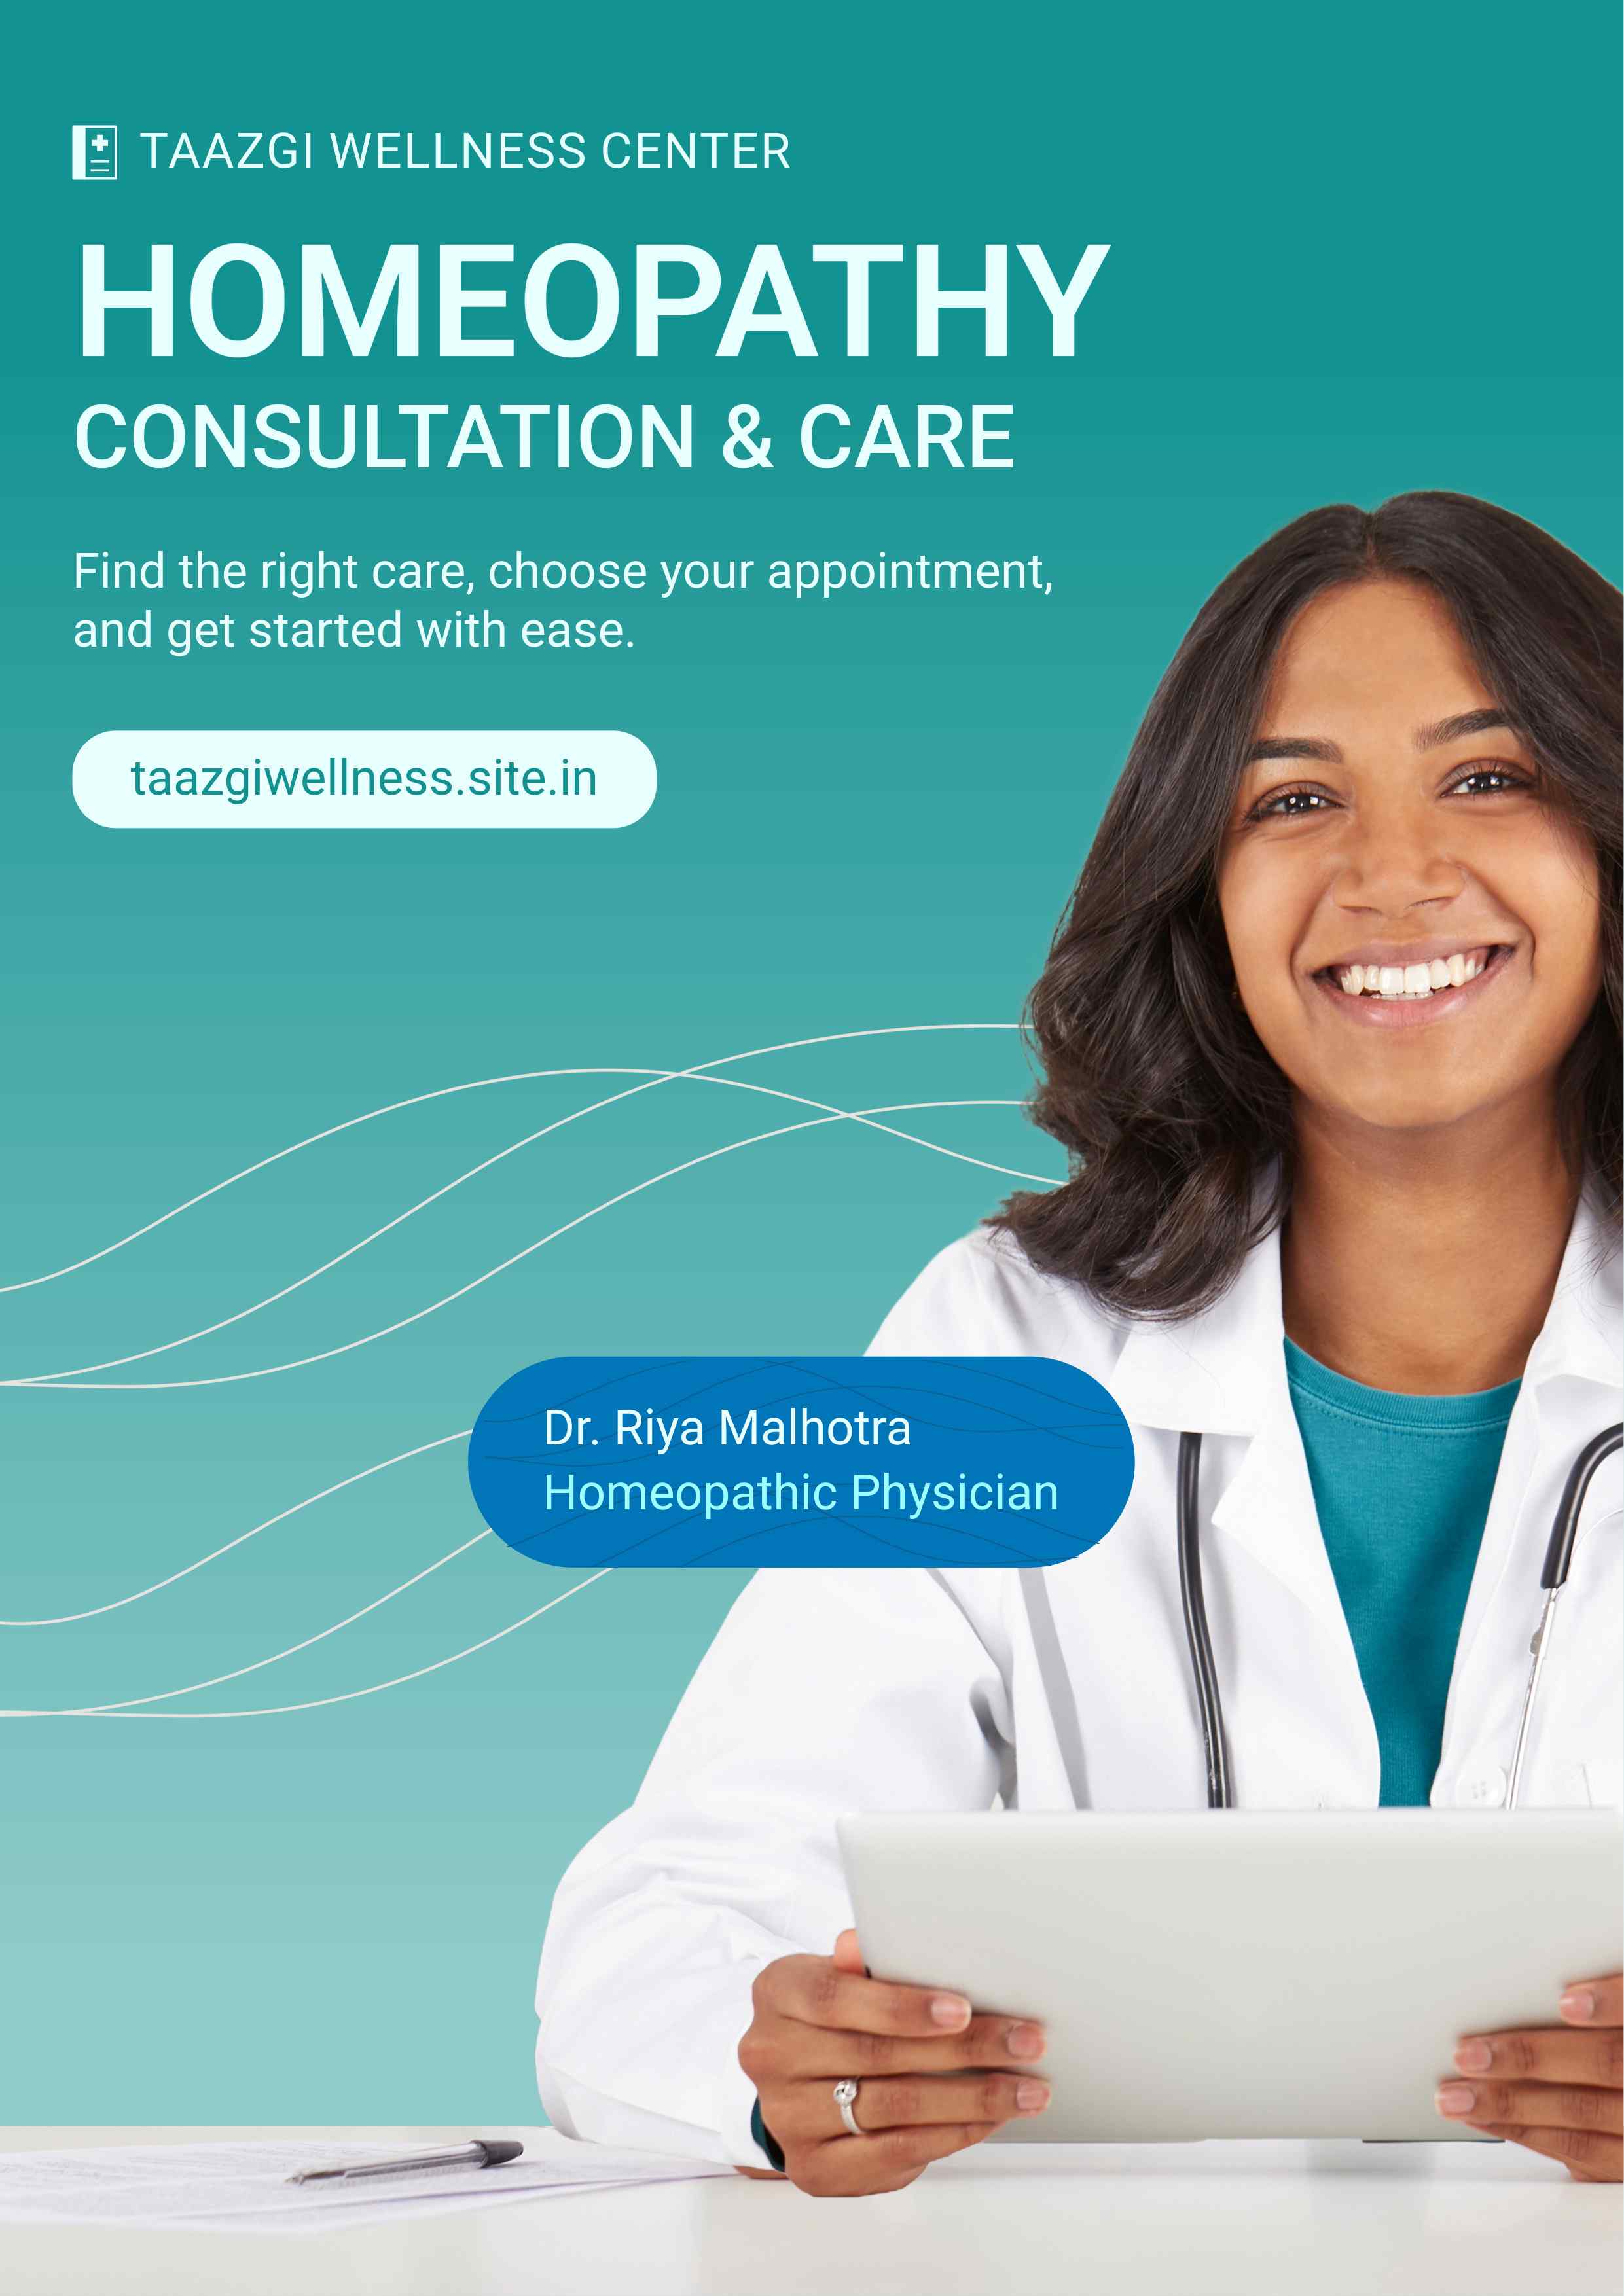 TAAZGI WELLNESS CENTER
HOMEOPATHY
CONSULTATION & CARE
Find the right care, choose your appointment,
and get started with ease.
taazgiwellness.site.in
Dr. Riya Malhotra
Homeopathic Physician